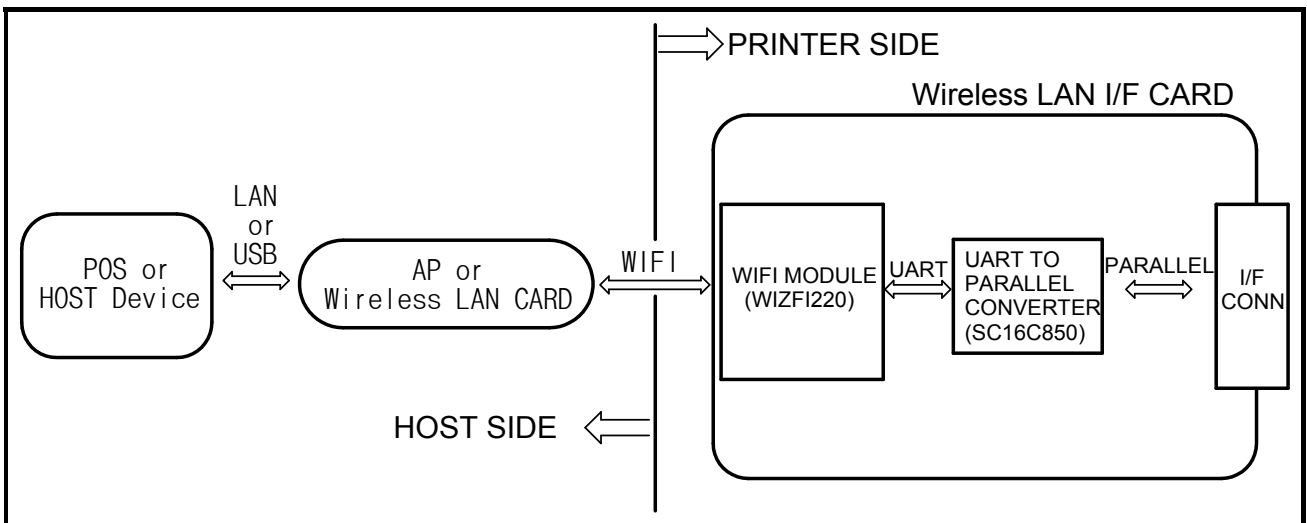 PRINTER SIDE
Wireless LAN I/F CARD
LAN
or
USB
POS or
HOST Device
AP or
Wireless LAN CARD
WIFI
WIFI MODULE
(WIZFI220)
UART
UART TO
PARALLEL
CONVERTER
(SC16C850)
PARALLEL
I/F
CONN
HOST SIDE